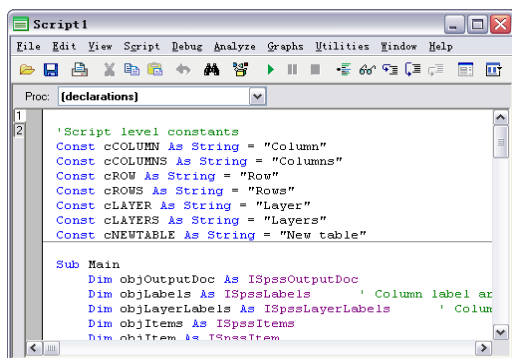 Script1
File Edit View Script Debug Analyze Graphs Utilities Window Help
Proc: (declarations)
1
2
'Script level constants
Const cCOLUMN As String = "Column"
Const cCOLUMNS As String = "Columns"
Const cROW As String = "Row"
Const cROWS As String = "Rows"
Const cLAYER As String = "Layer"
Const cLAYERS As String = "Layers"
Const cNEWTABLE As String = "New table"
Sub Main
Dim objOutputDoc As ISpssOutputDoc
Dim objLabels As ISpssLabels ' Column label an
Dim objLayerLabels As ISpssLayerLabels ' Colum
Dim objItems As ISpssItems
Dim objItem As ISpssItem